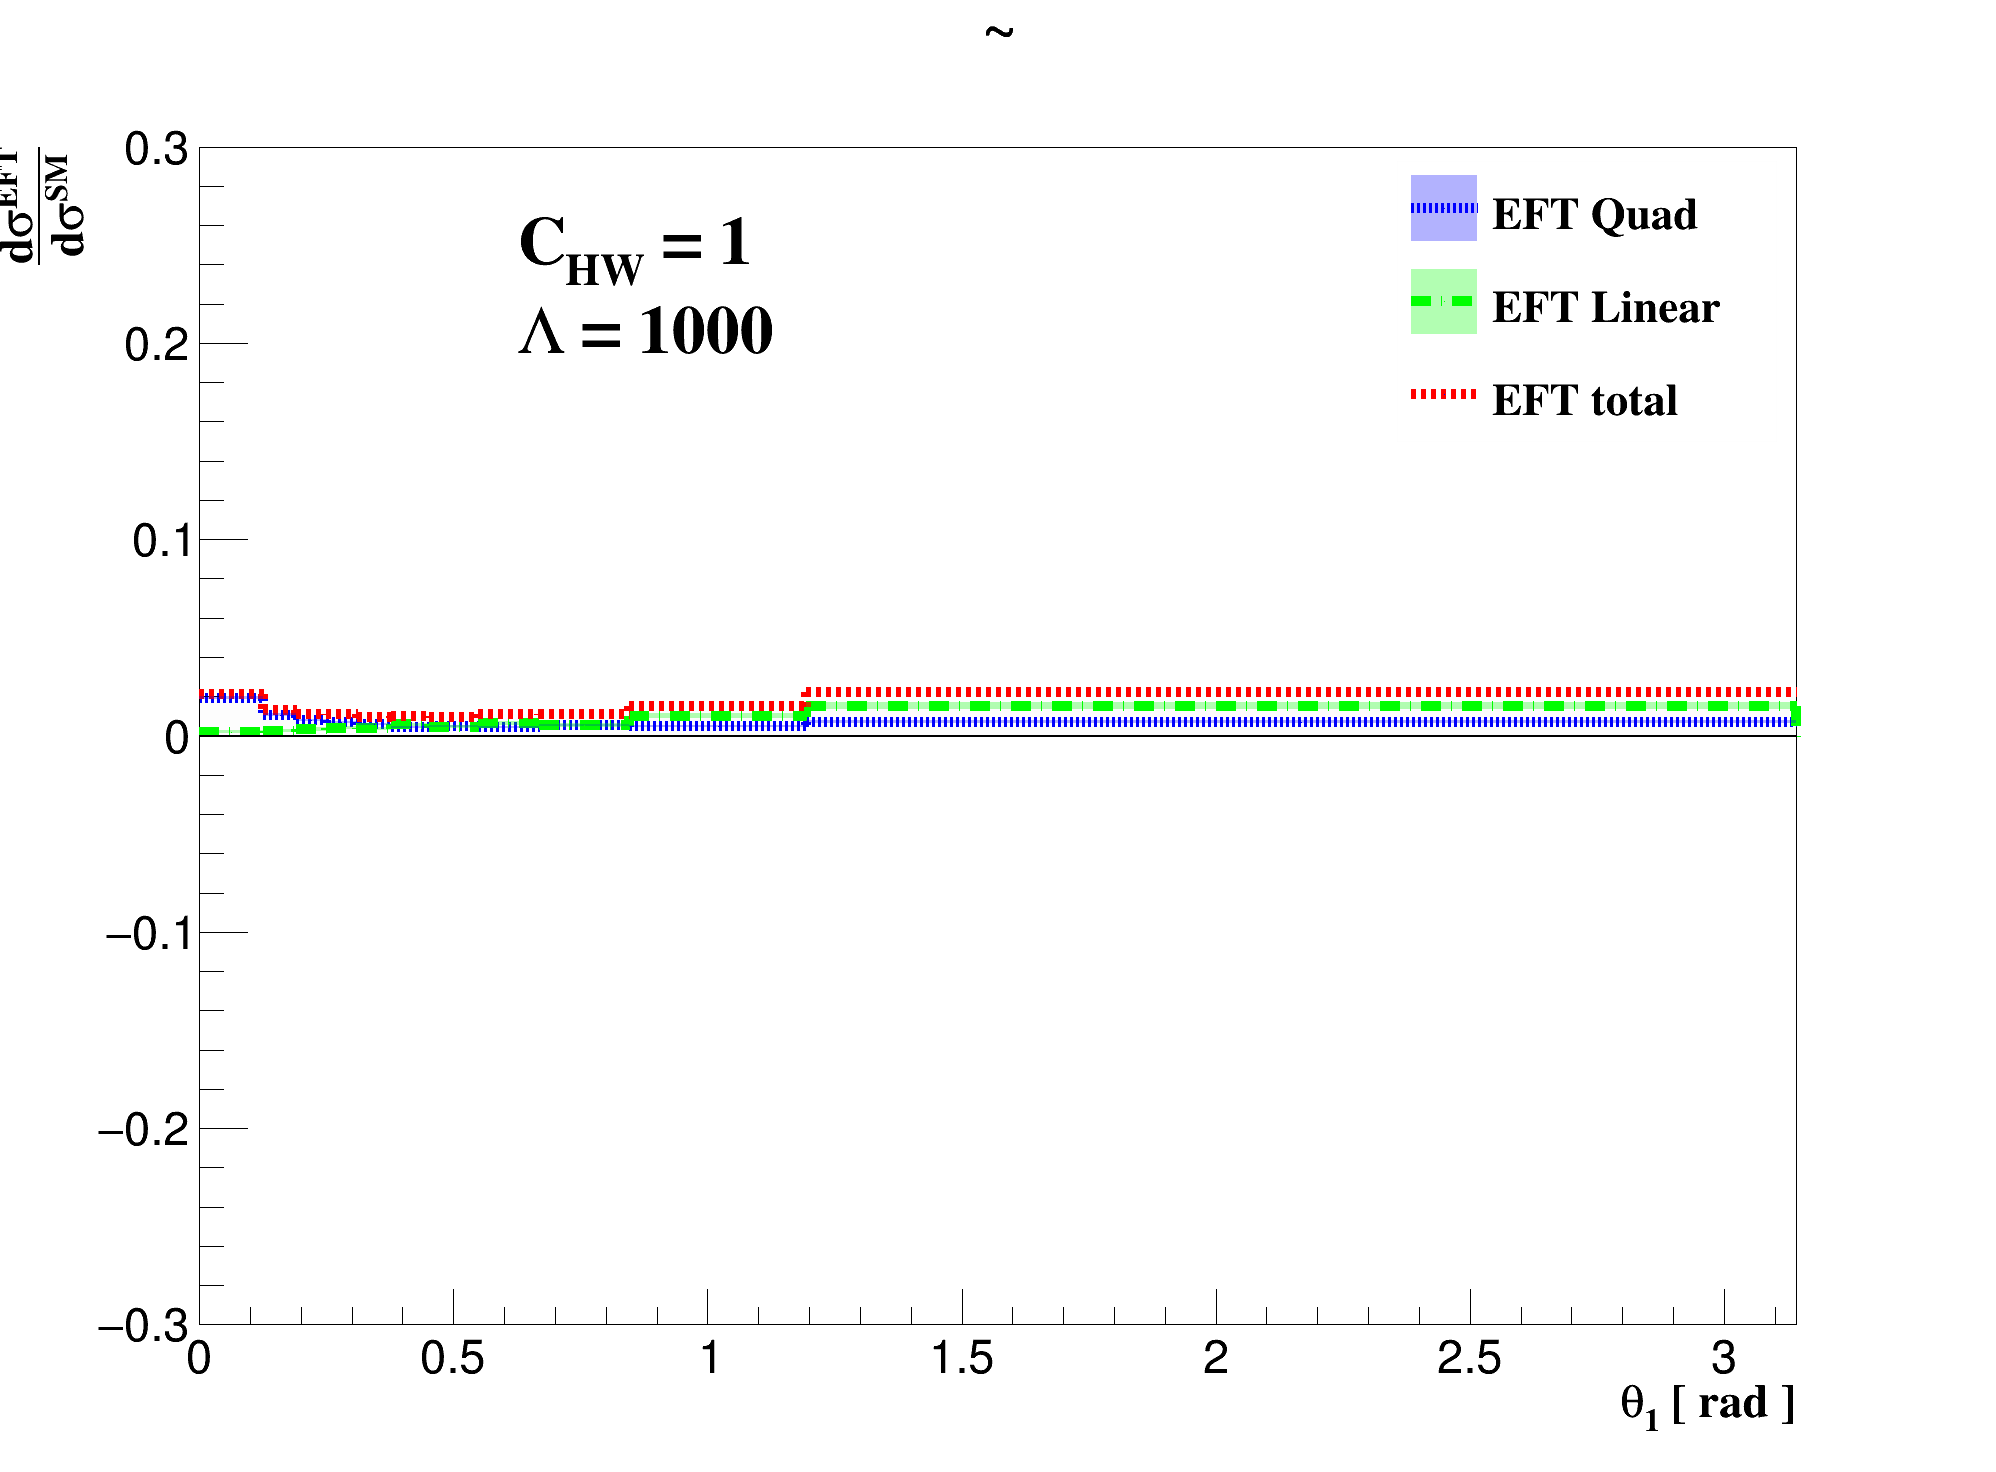 ~
dσ^EFT
dσ^SM
0.3
0.2
0.1
0
−0.1
−0.2
−0.3
C_HW = 1
Λ = 1000
EFT Quad
EFT Linear
EFT total
0 0.5 1 1.5 2 2.5 3
θ_1 [ rad ]